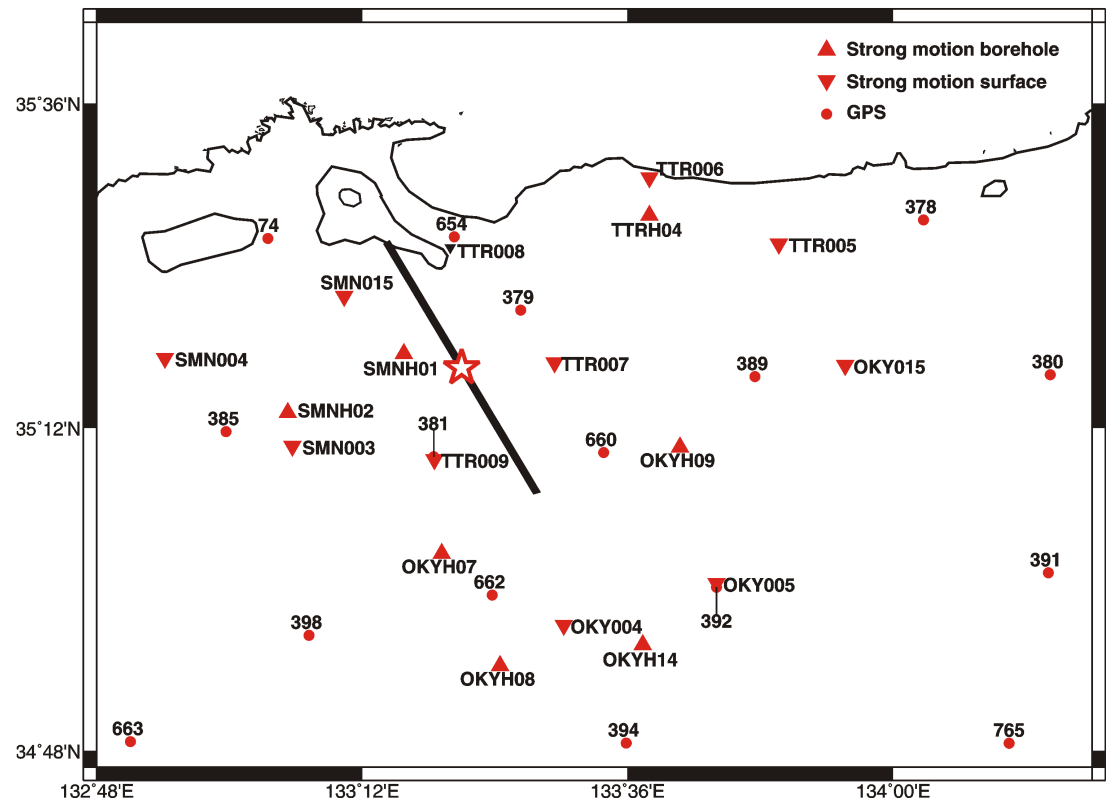 Strong motion borehole
Strong motion surface
GPS
35°36'N
TTR006
74
654
378
TTRH04
TTR008
TTR005
SMN015
379
SMN004
SMNH01
TTR007
389
OKY015
380
385
SMNH02
381
35°12'N
SMN003
TTR009
660
OKYH09
OKYH07
662
OKY005
391
398
OKY004
392
OKYH14
OKYH08
663
394
765
34°48'N
132°48'E
133°12'E
133°36'E
134°00'E